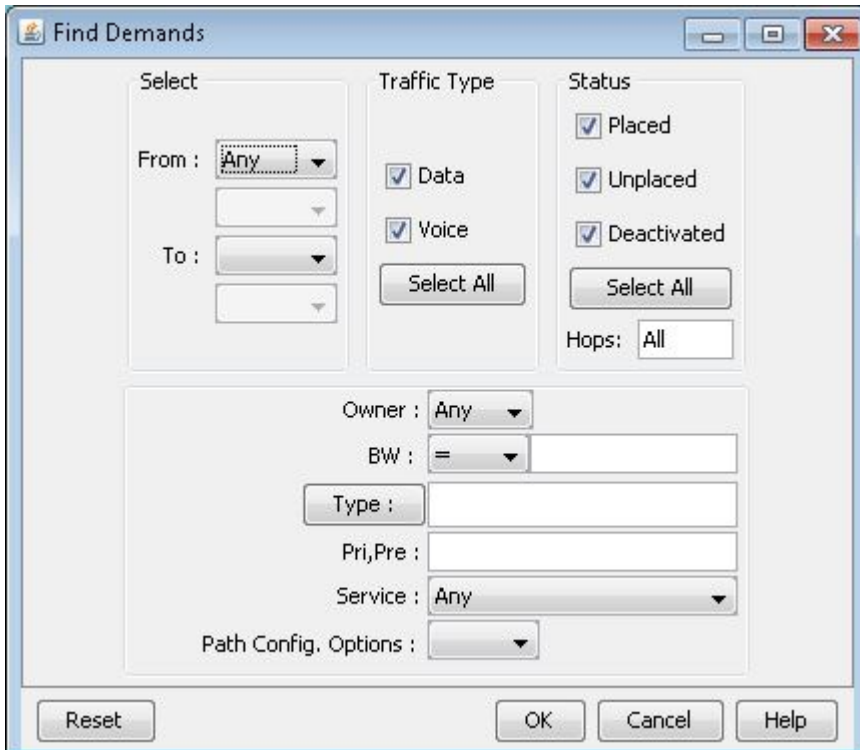 Find Demands
Select
Traffic Type
Status
From : Any
To :
Data
Voice
Select All
Placed
Unplaced
Deactivated
Select All
Hops: All
Owner : Any
BW : =
Type :
Pri,Pre :
Service : Any
Path Config. Options :
Reset
OK
Cancel
Help